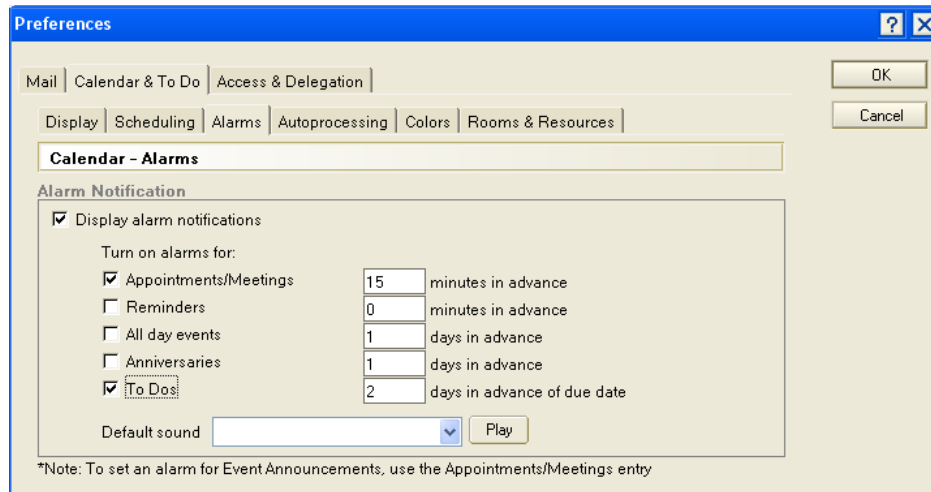 Preferences
Mail Calendar & To Do Access & Delegation OK
Display Scheduling Alarms Autoprocessing Colors Rooms & Resources Cancel
Calendar - Alarms
Alarm Notification
Display alarm notifications
Turn on alarms for:
Appointments/Meetings 15 minutes in advance
Reminders 0 minutes in advance
All day events 1 days in advance
Anniversaries 1 days in advance
To Dos 2 days in advance of due date
Default sound Play
*Note: To set an alarm for Event Announcements, use the Appointments/Meetings entry